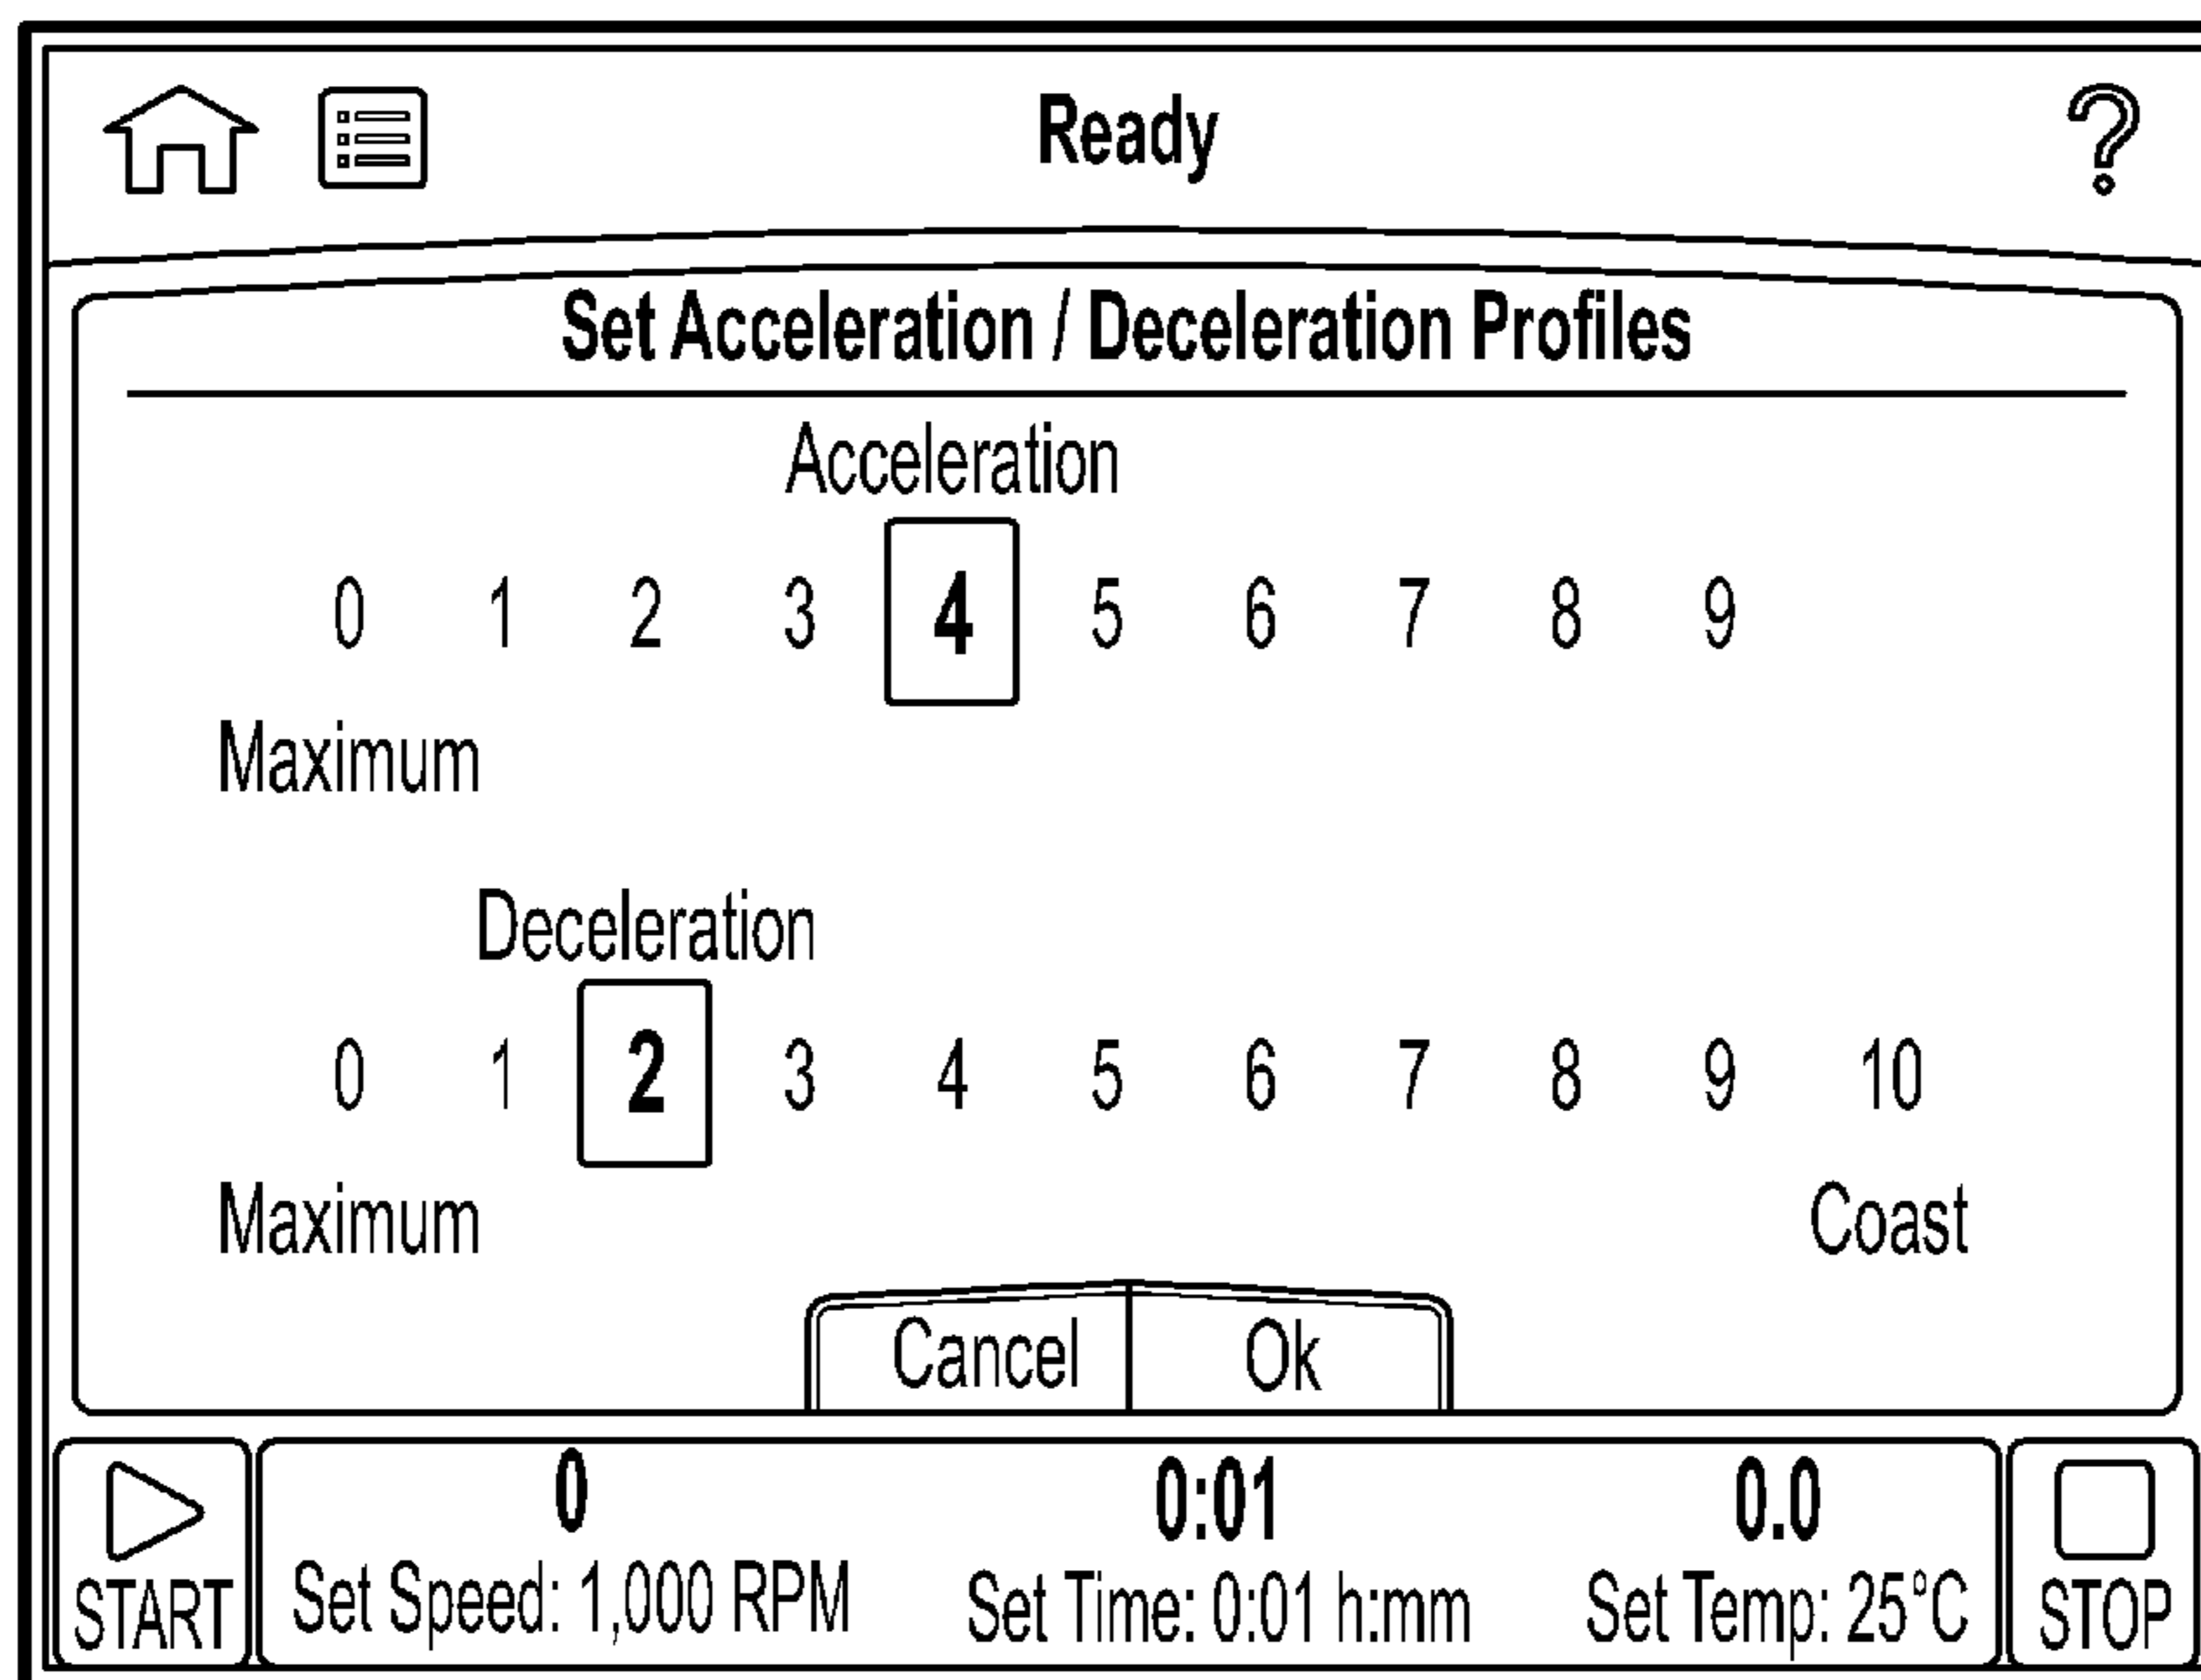 Ready
Set Acceleration / Deceleration Profiles
Acceleration
0 1 2 3 4 5 6 7 8 9
Maximum
Deceleration
0 1 2 3 4 5 6 7 8 9 10
Maximum Coast
Cancel Ok
0 0:01 0.0
START Set Speed: 1,000 RPM Set Time: 0:01 h:mm Set Temp: 25°C STOP